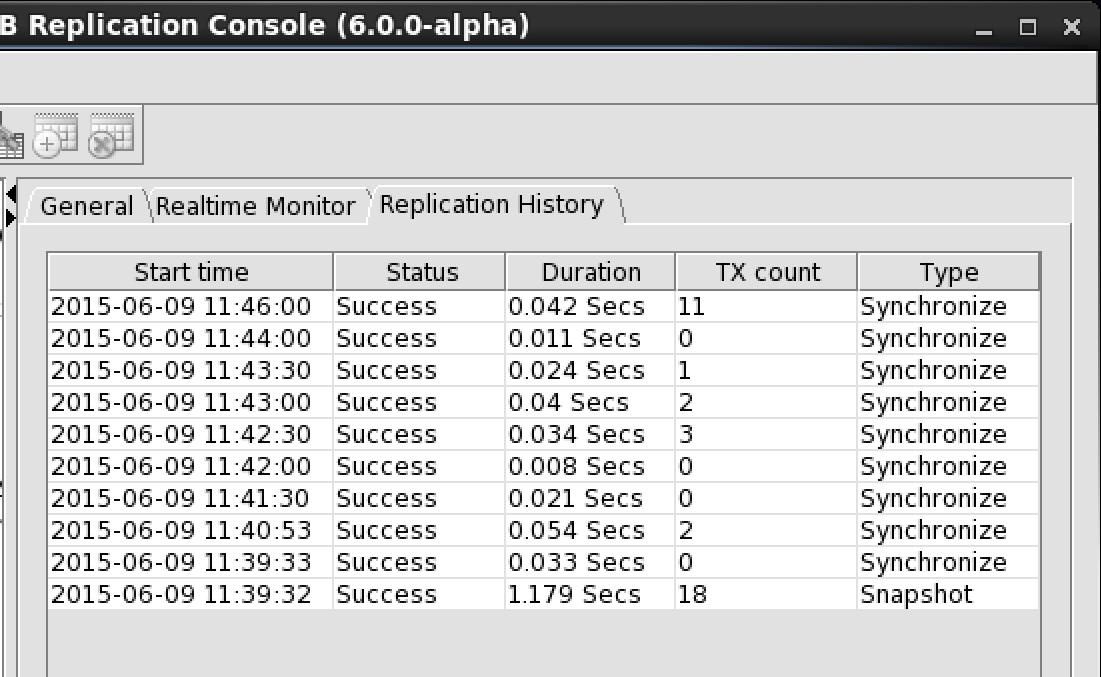 B Replication Console (6.0.0-alpha)
General Realtime Monitor Replication History
Start time Status Duration TX count Type
2015-06-09 11:46:00 Success 0.042 Secs 11 Synchronize
2015-06-09 11:44:00 Success 0.011 Secs 0 Synchronize
2015-06-09 11:43:30 Success 0.024 Secs 1 Synchronize
2015-06-09 11:43:00 Success 0.04 Secs 2 Synchronize
2015-06-09 11:42:30 Success 0.034 Secs 3 Synchronize
2015-06-09 11:42:00 Success 0.008 Secs 0 Synchronize
2015-06-09 11:41:30 Success 0.021 Secs 0 Synchronize
2015-06-09 11:40:53 Success 0.054 Secs 2 Synchronize
2015-06-09 11:39:33 Success 0.033 Secs 0 Synchronize
2015-06-09 11:39:32 Success 1.179 Secs 18 Snapshot